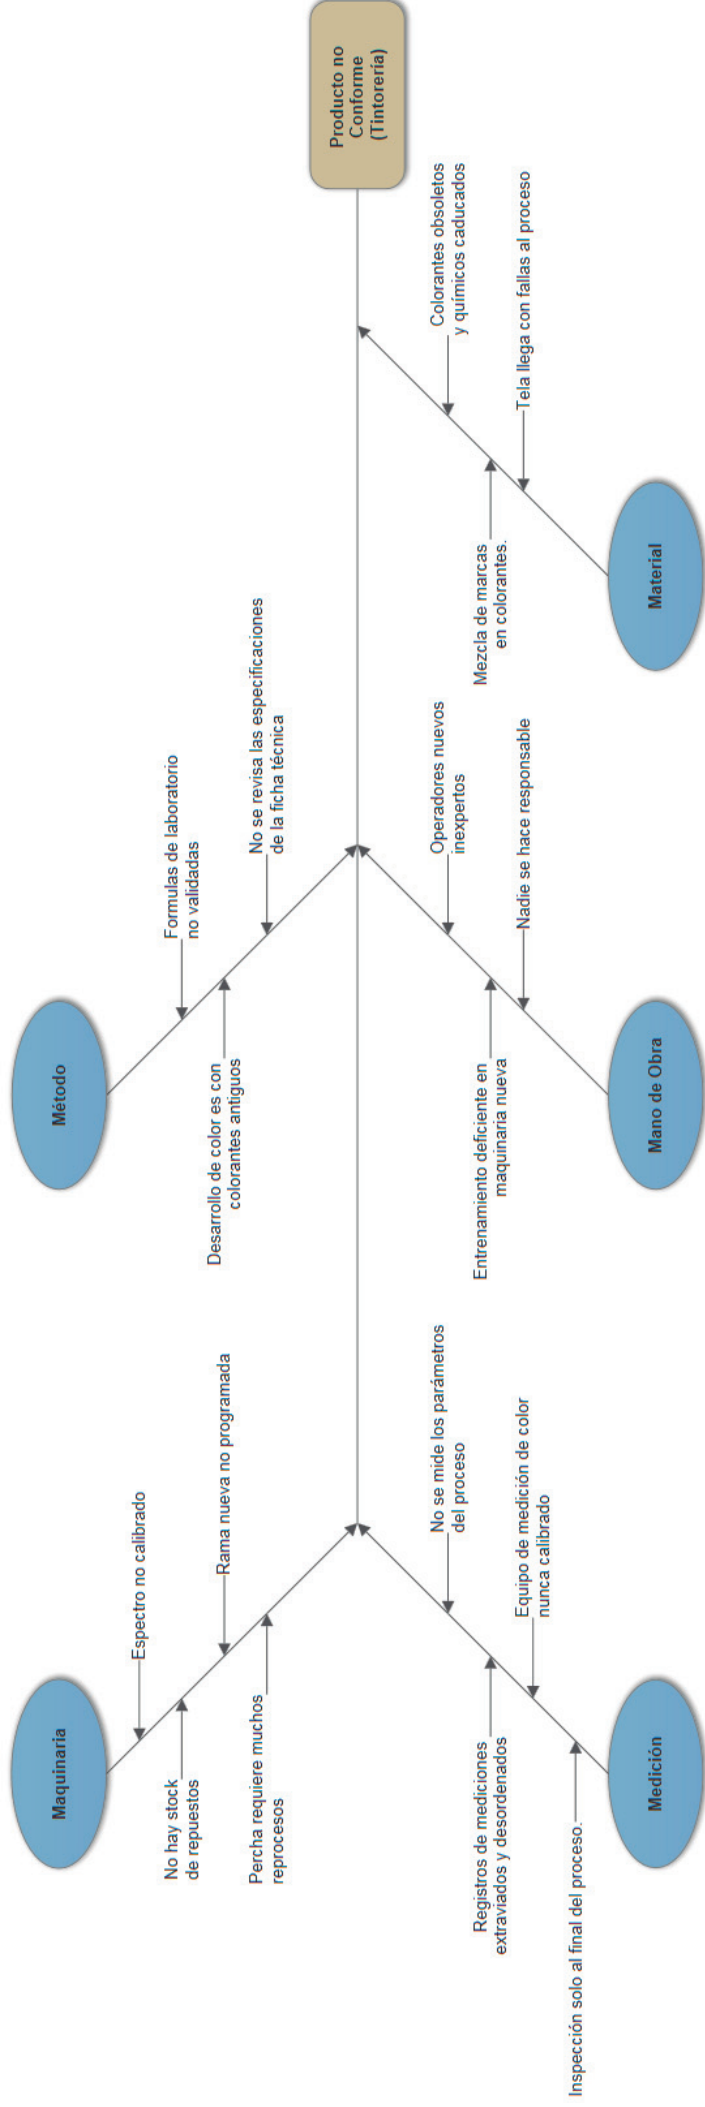 Maquinaria
Espectro no calibrado
No hay stock
de repuestos
Rama nueva no programada
Percha requiere muchos
reprocesos
Método
Formulas de laboratorio
no validadas
Desarrollo de color es con
colorantes antiguos
No se revisa las especificaciones
de la ficha técnica
Producto no
Conforme
(Tintorería)
No se mide los parámetros
del proceso
Registros de mediciones
extraviados y desordenados
Equipo de medición de color
nunca calibrado
Inspección solo al final del proceso.
Medición
Operadores nuevos
inexpertos
Entrenamiento deficiente en
maquinaria nueva
Nadie se hace responsable
Mano de Obra
Colorantes obsoletos
y químicos caducados
Mezcla de marcas
en colorantes.
Tela llega con fallas al proceso
Material